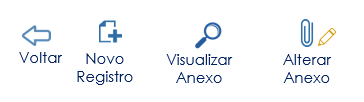 Voltar
Novo
Registro
Visualizar
Anexo
Alterar
Anexo